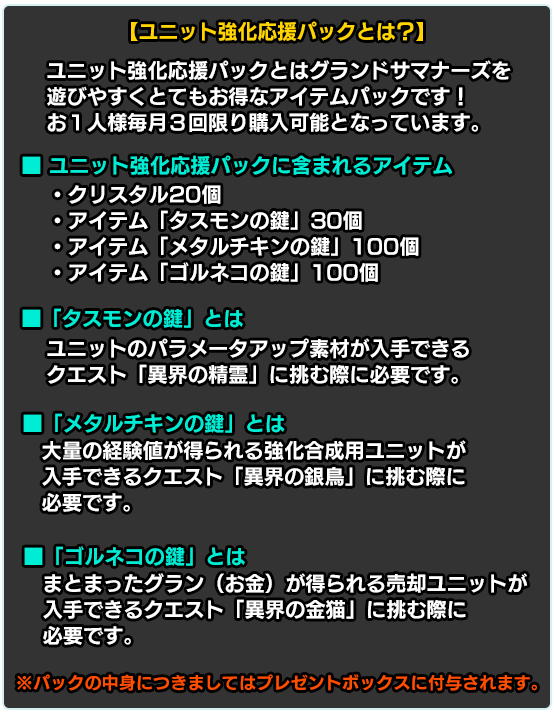 【ユニット強化応援パックとは？】
ユニット強化応援パックとはグランドサマナーズを
遊びやすくとてもお得なアイテムパックです！
お１人様毎月３回限り購入可能となっています。
■ ユニット強化応援パックに含まれるアイテム
・クリスタル20個
・アイテム「タスモンの鍵」30個
・アイテム「メタルチキンの鍵」100個
・アイテム「ゴルネコの鍵」100個
■「タスモンの鍵」とは
ユニットのパラメータアップ素材が入手できる
クエスト「異界の精霊」に挑む際に必要です。
■「メタルチキンの鍵」とは
大量の経験値が得られる強化合成用ユニットが
入手できるクエスト「異界の銀鳥」に挑む際に
必要です。
■「ゴルネコの鍵」とは
まとまったグラン（お金）が得られる売却ユニットが
入手できるクエスト「異界の金猫」に挑む際に
必要です。
※パックの中身につきましてはプレゼントボックスに付与されます。